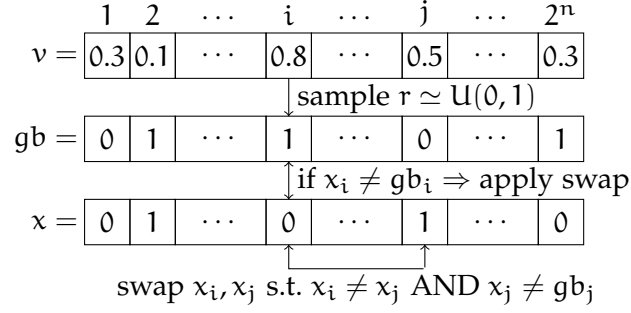 1 2 ⋯ i ⋯ j ⋯ 2ⁿ
v = 0.3 0.1 ⋯ 0.8 ⋯ 0.5 ⋯ 0.3
sample r ≃ U(0, 1)
gb = 0 1 ⋯ 1 ⋯ 0 ⋯ 1
if xᵢ ≠ gbᵢ ⇒ apply swap
x = 0 1 ⋯ 0 ⋯ 1 ⋯ 0
swap xᵢ, xⱼ s.t. xᵢ ≠ xⱼ AND xⱼ ≠ gbⱼ